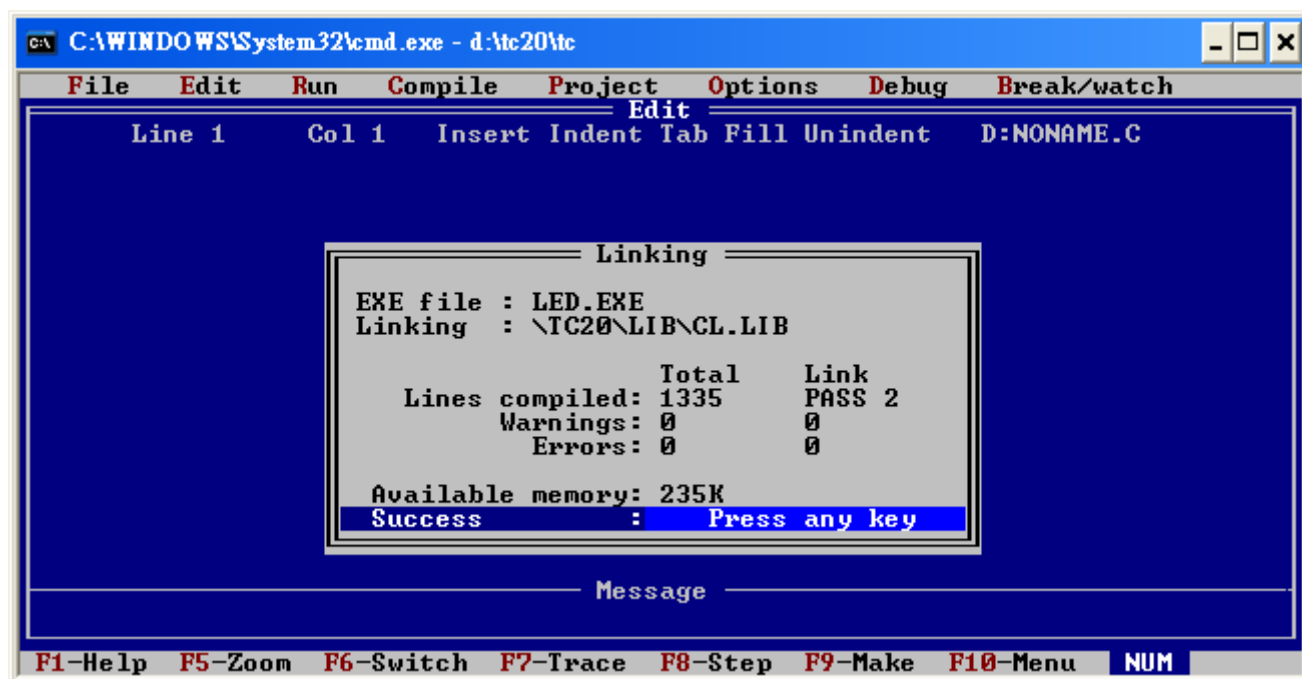 C:\WINDOWS\System32\cmd.exe - d:\tc20\tc
File Edit Run Compile Project Options Debug Break/watch
Edit
Line 1 Col 1 Insert Indent Tab Fill Unindent D:NONAME.C
Linking
EXE file : LED.EXE
Linking : \TC20\LIB\CL.LIB
Total Link
Lines compiled: 1335 PASS 2
Warnings: 0 0
Errors: 0 0
Available memory: 235K
Success : Press any key
Message
F1-Help F5-Zoom F6-Switch F7-Trace F8-Step F9-Make F10-Menu NUM